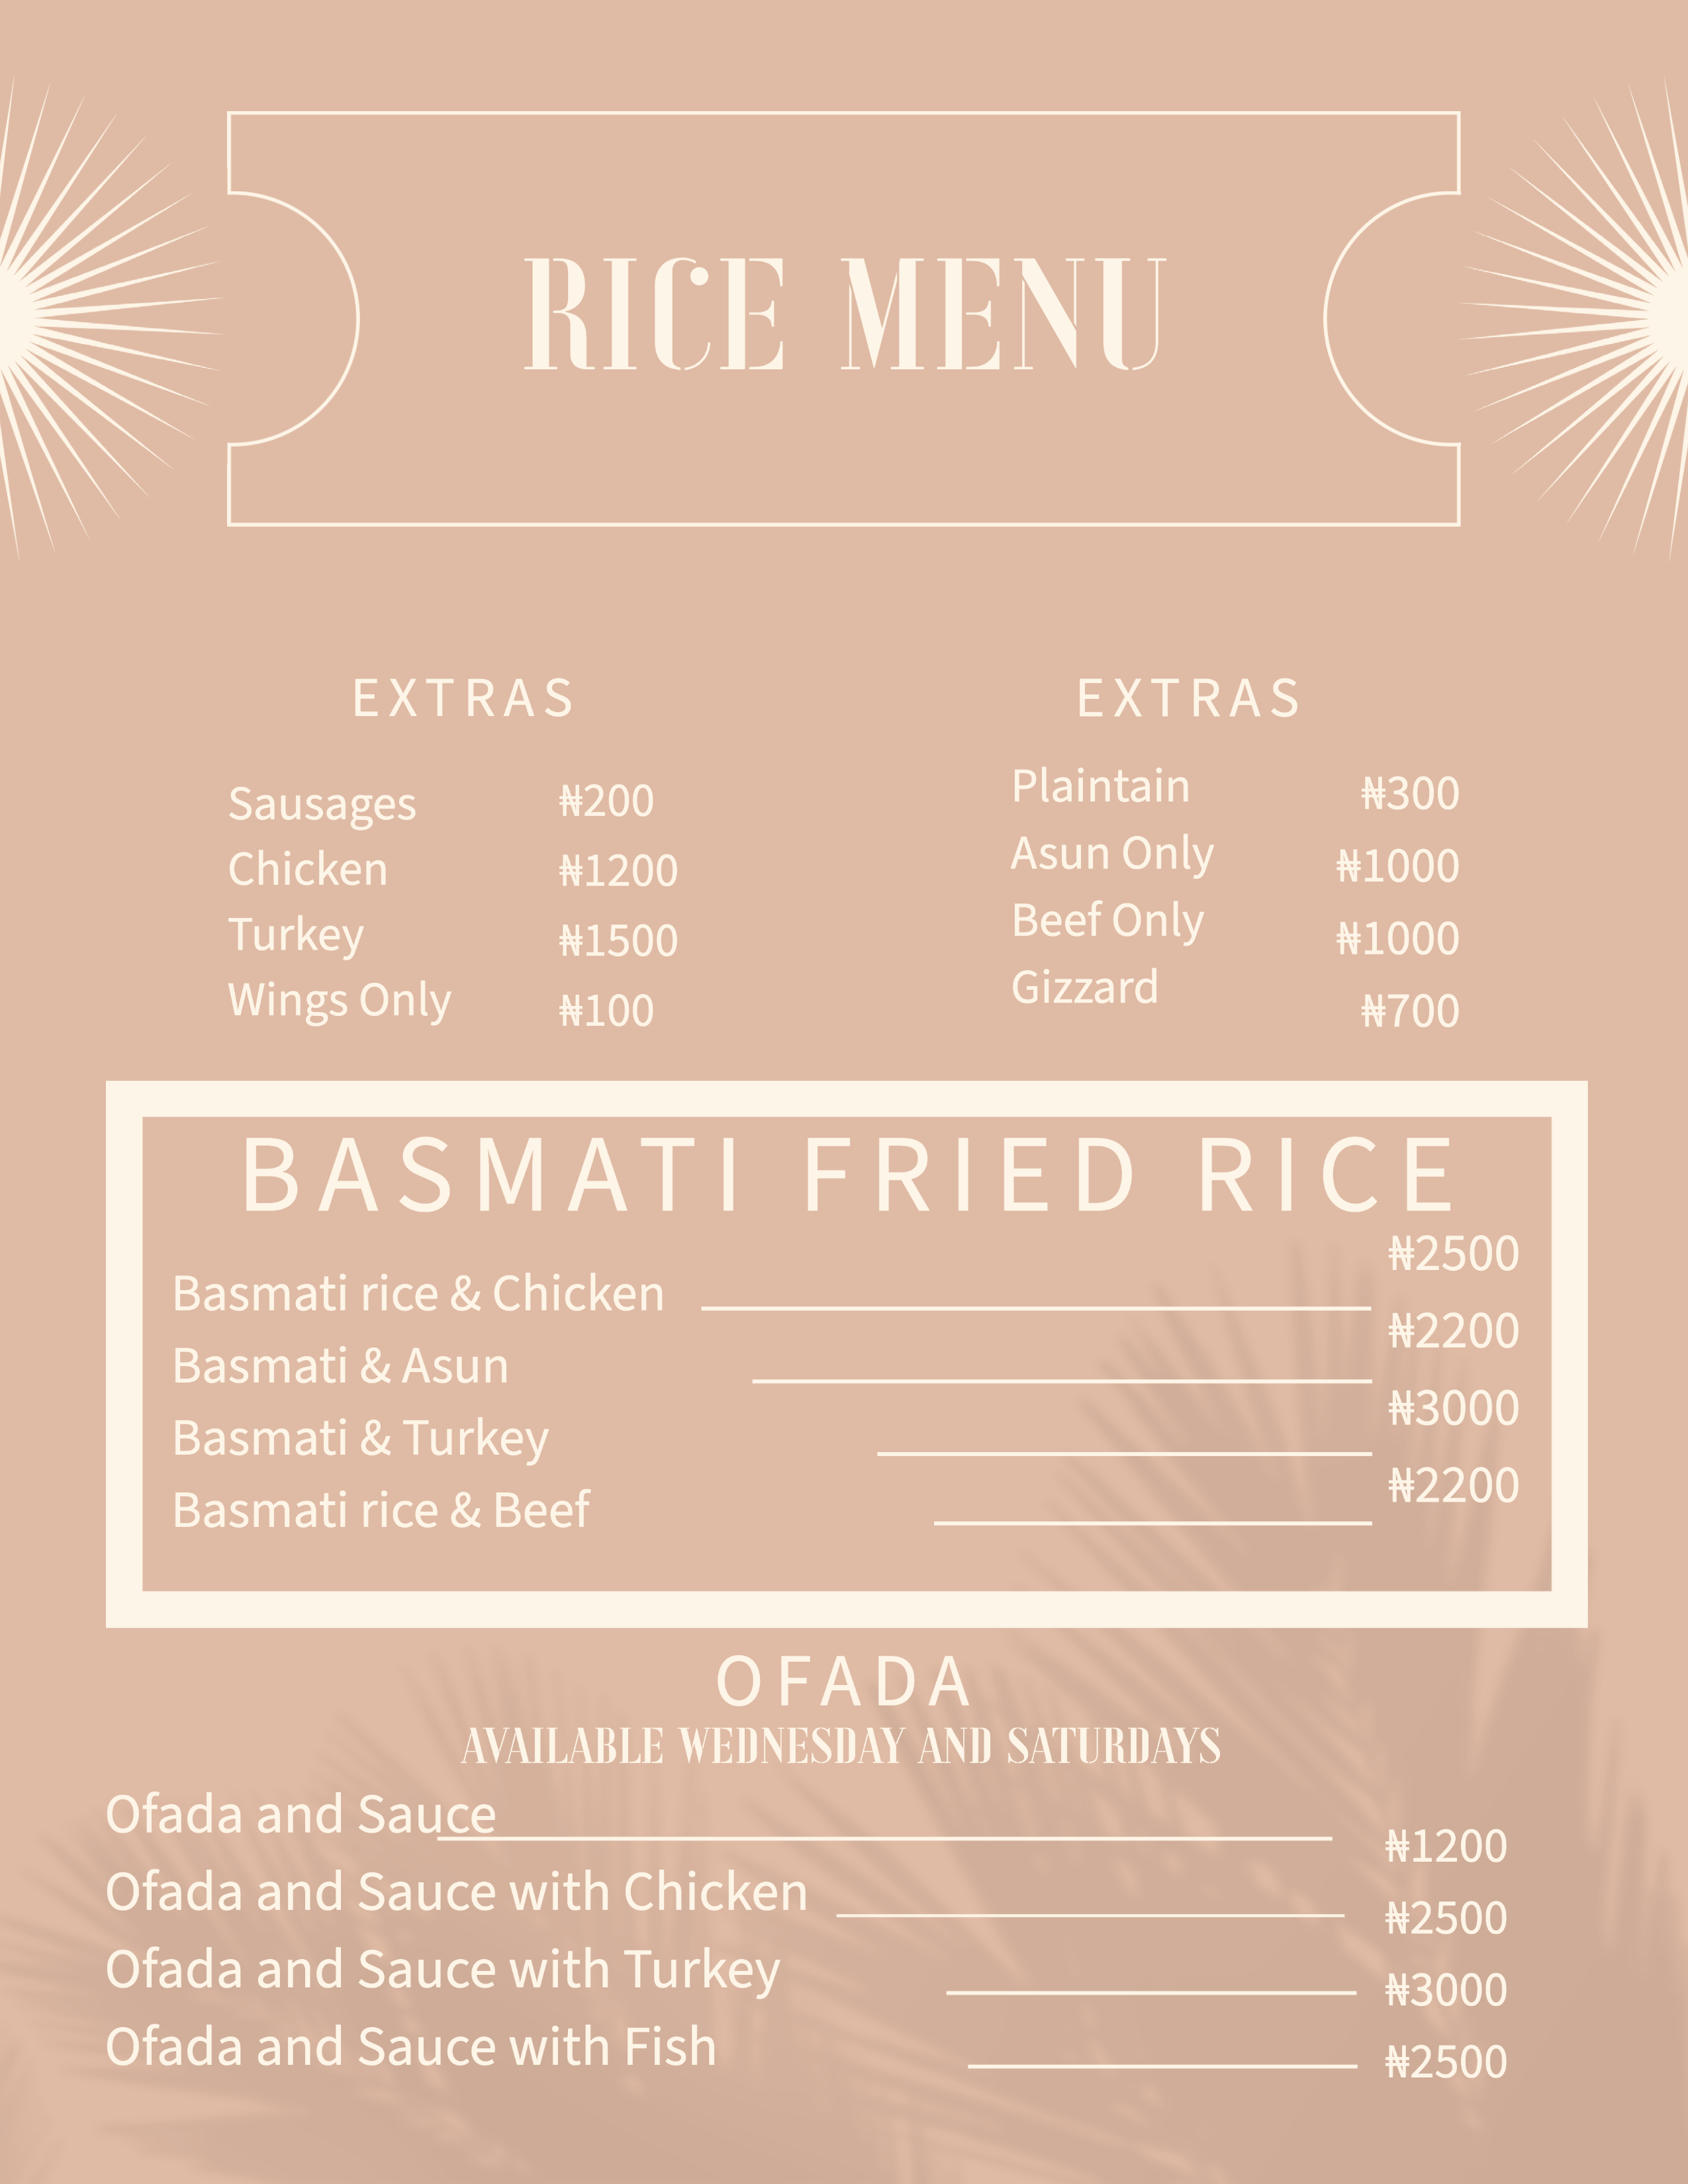 RICE MENU
EXTRAS
Sausages ₦200
Chicken ₦1200
Turkey ₦1500
Wings Only ₦100
EXTRAS
Plaintain ₦300
Asun Only ₦1000
Beef Only ₦1000
Gizzard ₦700
BASMATI FRIED RICE
Basmati rice & Chicken ₦2500
Basmati & Asun ₦2200
Basmati & Turkey ₦3000
Basmati rice & Beef ₦2200
OFADA
AVAILABLE WEDNESDAY AND SATURDAYS
Ofada and Sauce ₦1200
Ofada and Sauce with Chicken ₦2500
Ofada and Sauce with Turkey ₦3000
Ofada and Sauce with Fish ₦2500